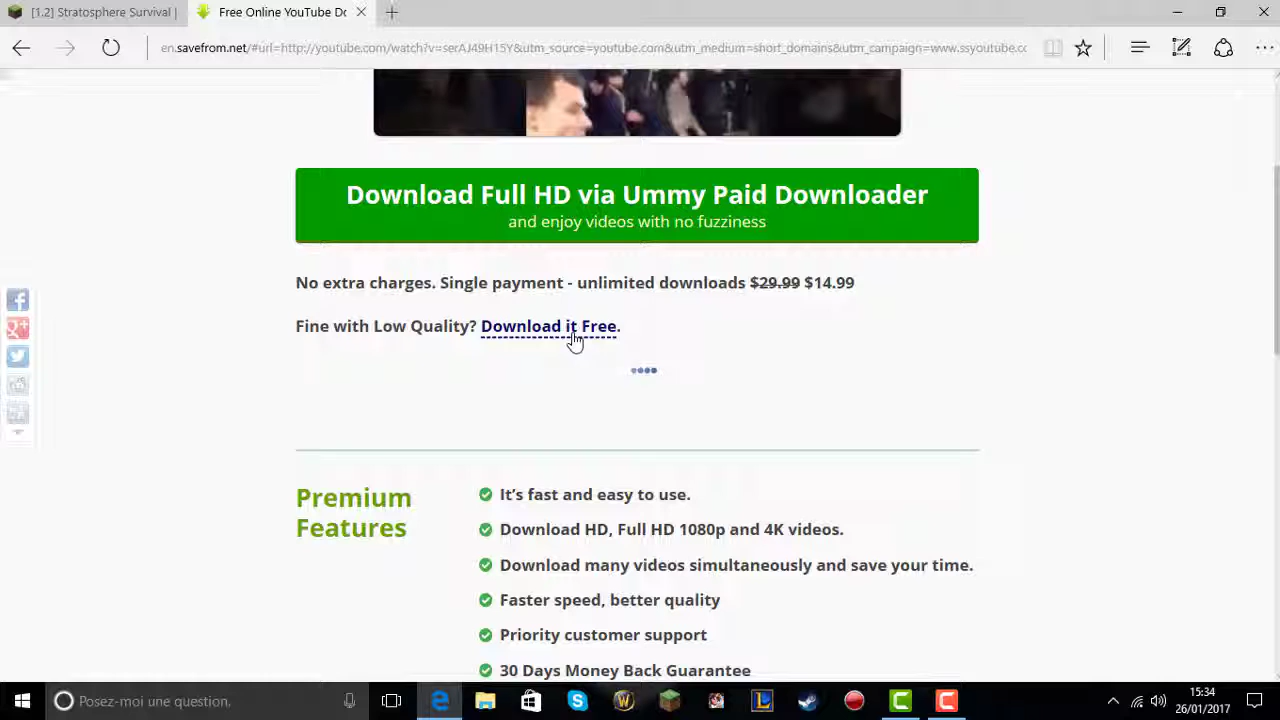 [1.2] Stratosphere Survival |
Free Online YouTube Do
en.savefrom.net/#url=http://youtube.com/watch?v=serAJ49H15Y&utm_source=youtube.com&utm_medium=short_domains&utm_campaign=www.ssyoutube.cc
Download Full HD via Ummy Paid Downloader
and enjoy videos with no fuzziness
No extra charges. Single payment - unlimited downloads $29.99 $14.99
Fine with Low Quality? Download it Free.
Premium
Features
It's fast and easy to use.
Download HD, Full HD 1080p and 4K videos.
Download many videos simultaneously and save your time.
Faster speed, better quality
Priority customer support
30 Days Money Back Guarantee
Posez-moi une question.
15:34
26/01/2017